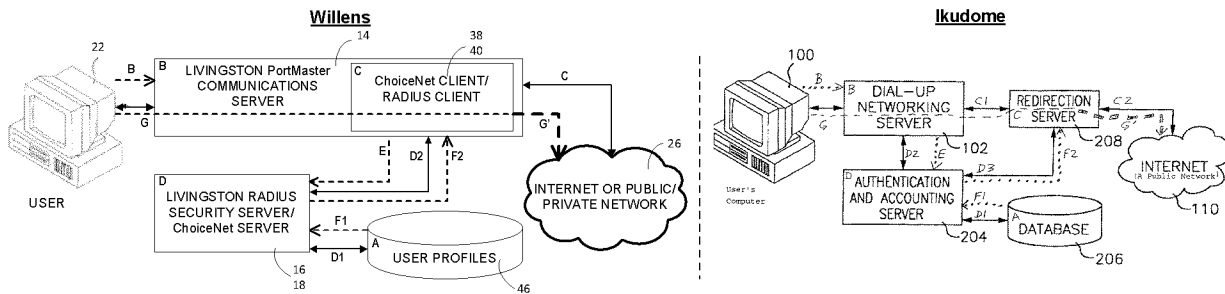 Willens
22
14
38
40
B
B
LIVINGSTON PortMaster
COMMUNICATIONS
SERVER
C
ChoiceNet CLIENT/
RADIUS CLIENT
C
G
G'
E
D2
F2
26
USER
D
LIVINGSTON RADIUS
SECURITY SERVER/
ChoiceNet SERVER
F1
D1
A
USER PROFILES
INTERNET OR PUBLIC/
PRIVATE NETWORK
16
18
46
Ikudome
100
B
B
DIAL-UP
NETWORKING
SERVER
102
C1
C
REDIRECTION
SERVER
208
C2
G
G'
User's
Computer
D2
E
D3
F2
D
AUTHENTICATION
AND ACCOUNTING
SERVER
204
F1
D1
A
DATABASE
206
INTERNET
(A Public Network)
110